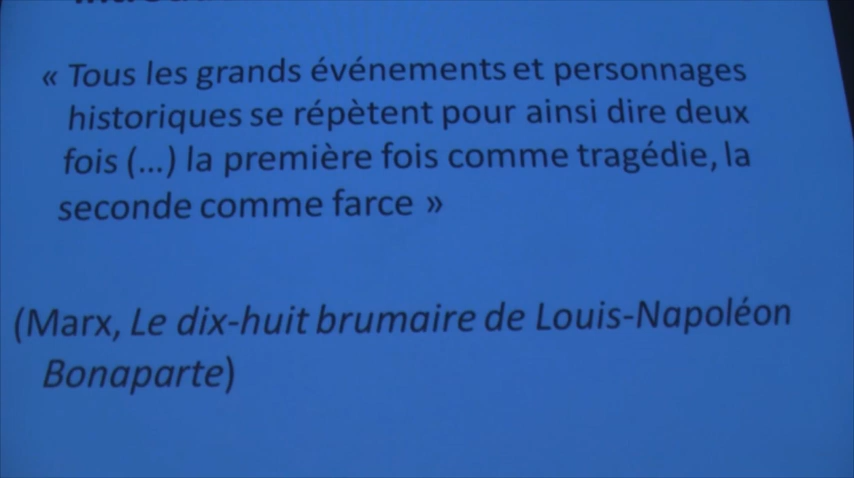 « Tous les grands événements et personnages
historiques se répètent pour ainsi dire deux
fois (...) la première fois comme tragédie, la
seconde comme farce »
(Marx, Le dix-huit brumaire de Louis-Napoléon
Bonaparte)